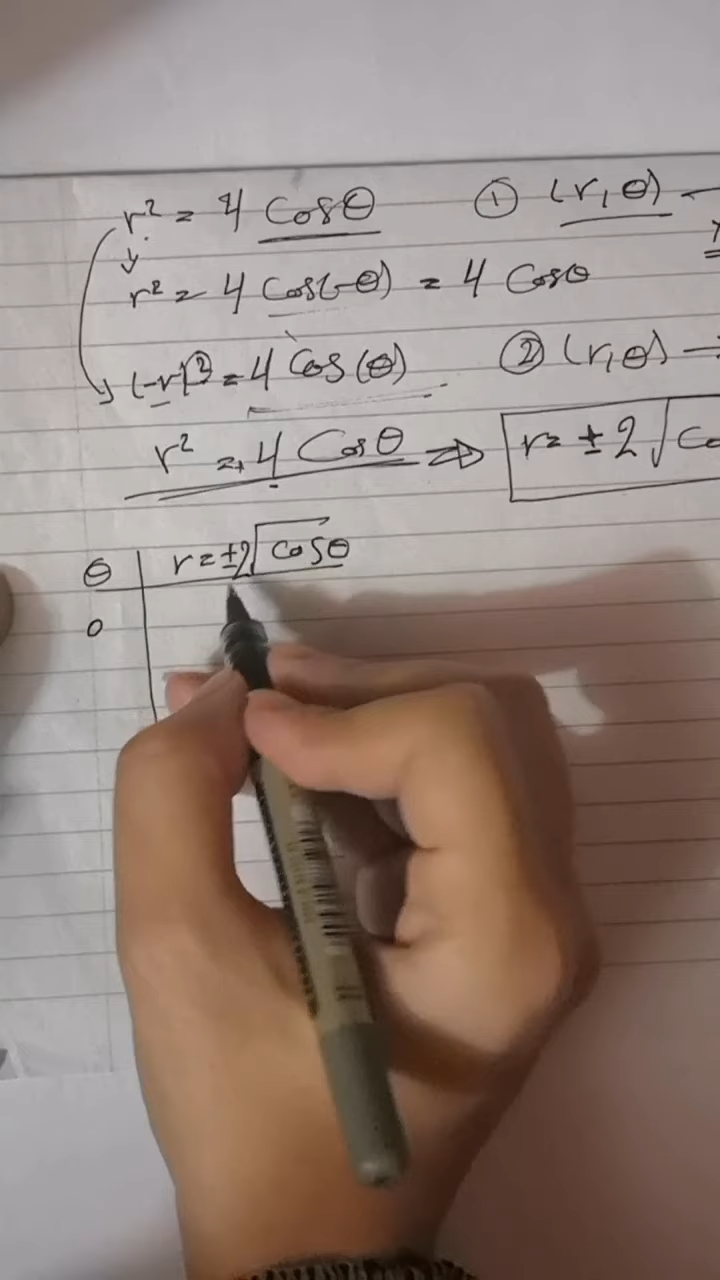 r² = 4 Cosθ ① (r,θ) —
r² = 4 Cos(-θ) = 4 Cosθ
(-r)² = 4 Cos(θ) ② (r,θ) →
r² = 4 Cosθ ⇒ r = ±2√Co
θ r = ±2√cosθ
0